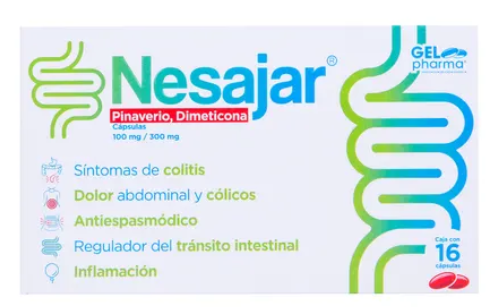 Nesajar®
Pinaverio, Dimeticona
Cápsulas
100 mg / 300 mg
GEL
pharma®
Síntomas de colitis
Dolor abdominal y cólicos
Antiespasmódico
Regulador del tránsito intestinal
Inflamación
Caja con
16
cápsulas